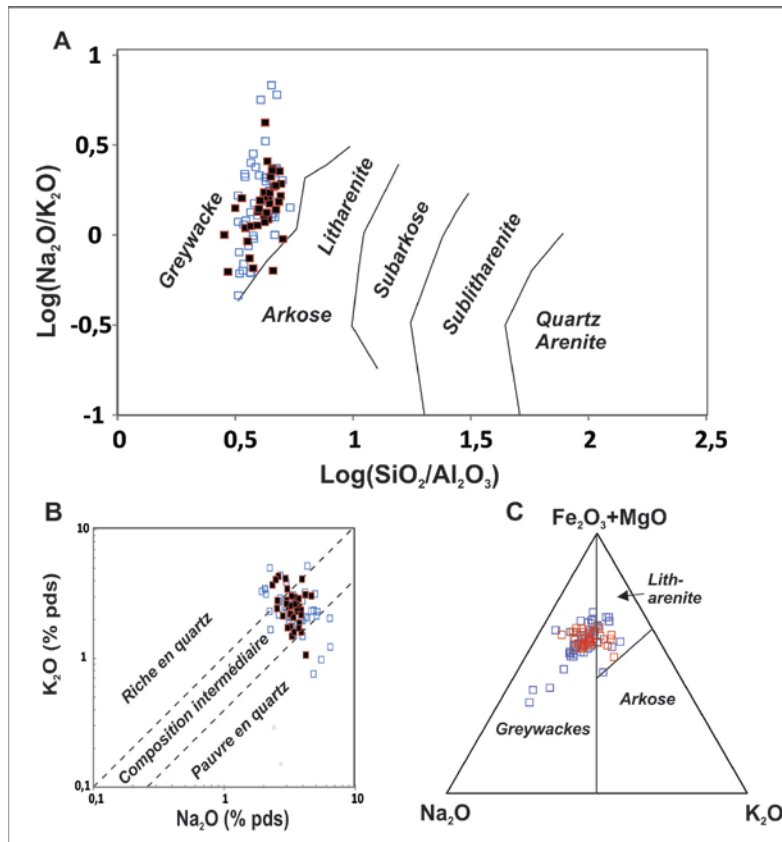 A
1
0,5
0
-0,5
-1
Log(Na₂O/K₂O)
Greywacke
Arkose
Litharenite
Subarkose
Sublitharenite
Quartz
Arenite
0
0,5
1
1,5
2
2,5
Log(SiO₂/Al₂O₃)
B
10
1
0,1
K₂O (% pds)
Riche en quartz
Composition intermédiaire
Pauvre en quartz
0,1
1
10
Na₂O (% pds)
C
Fe₂O₃+MgO
Lith-
arenite
Arkose
Greywackes
Na₂O
K₂O